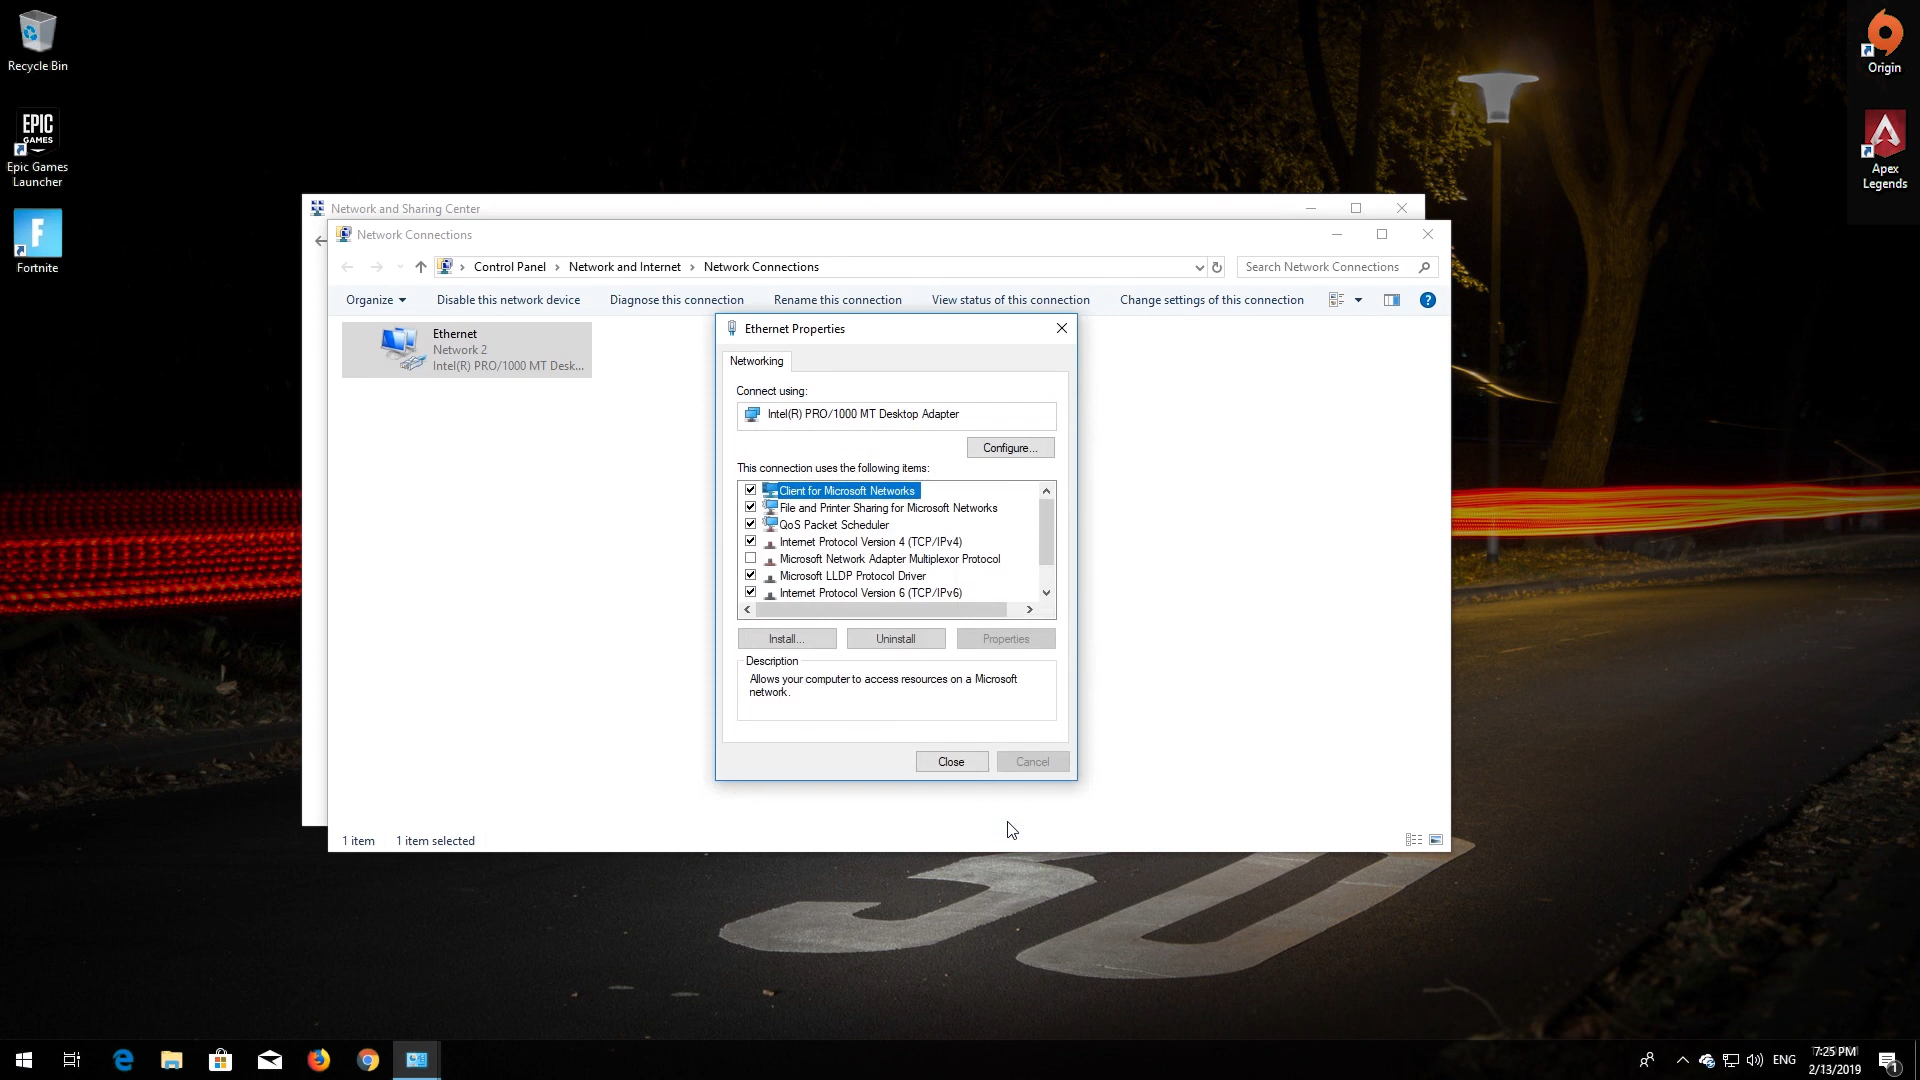 Recycle Bin
EPIC
GAMES
Epic Games
Launcher
F
Fortnite
Origin
Apex
Legends
Network and Sharing Center
Network Connections
Control Panel > Network and Internet > Network Connections
Search Network Connections
Organize
Disable this network device
Diagnose this connection
Rename this connection
View status of this connection
Change settings of this connection
?
Ethernet
Network 2
Intel(R) PRO/1000 MT Desk...
Ethernet Properties
Networking
Connect using:
Intel(R) PRO/1000 MT Desktop Adapter
Configure...
This connection uses the following items:
Client for Microsoft Networks
File and Printer Sharing for Microsoft Networks
QoS Packet Scheduler
Internet Protocol Version 4 (TCP/IPv4)
Microsoft Network Adapter Multiplexor Protocol
Microsoft LLDP Protocol Driver
Internet Protocol Version 6 (TCP/IPv6)
Install...
Uninstall
Properties
Description
Allows your computer to access resources on a Microsoft
network.
Close
Cancel
1 item
1 item selected
30
ENG
7:25 PM
2/13/2019
1